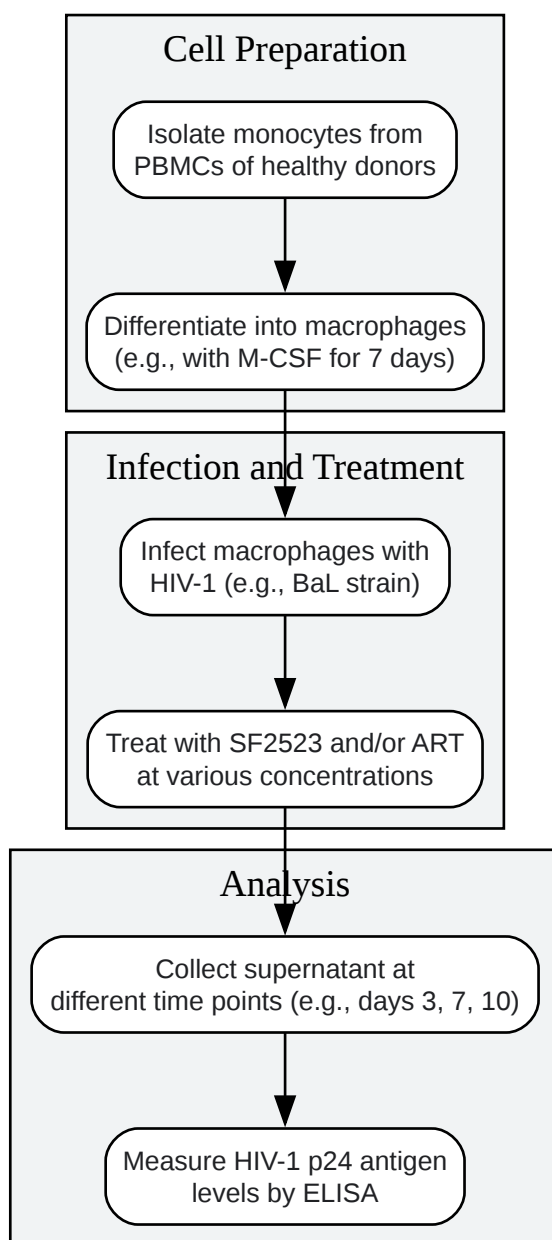 Cell Preparation
Isolate monocytes from
PBMCs of healthy donors
Differentiate into macrophages
(e.g., with M-CSF for 7 days)
Infection and Treatment
Infect macrophages with
HIV-1 (e.g., BaL strain)
Treat with SF2523 and/or ART
at various concentrations
Analysis
Collect supernatant at
different time points (e.g., days 3, 7, 10)
Measure HIV-1 p24 antigen
levels by ELISA